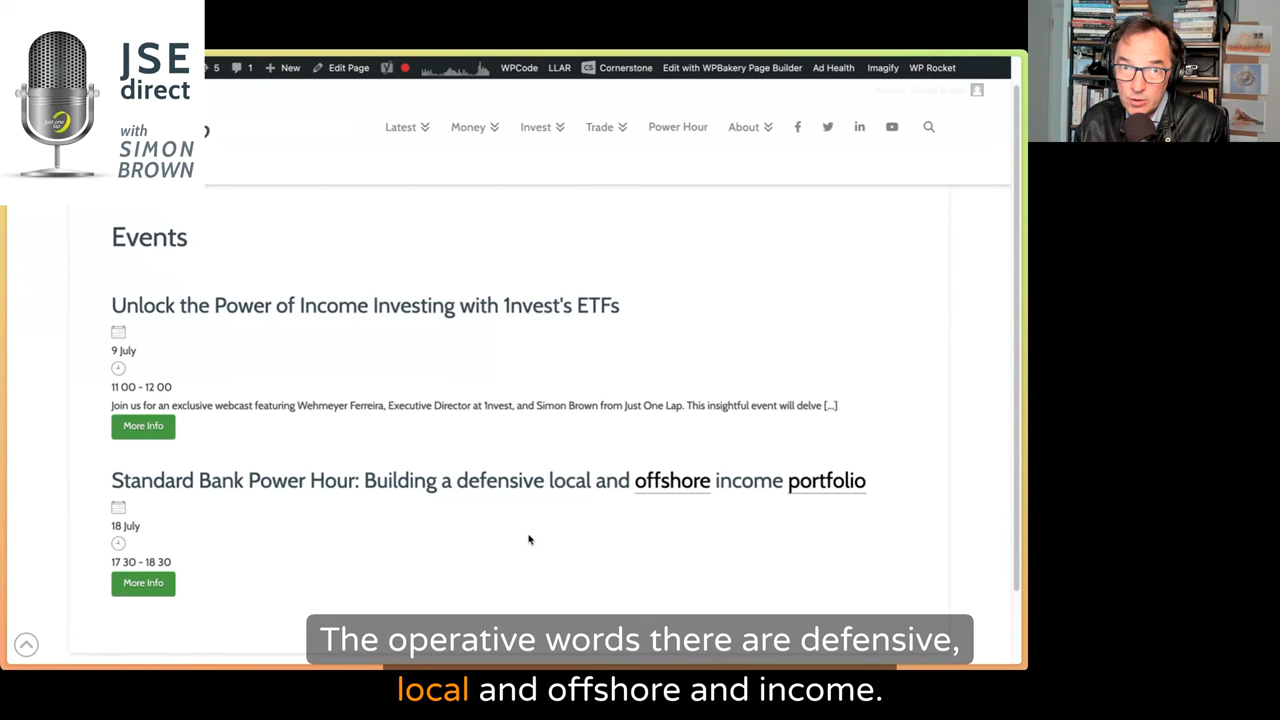 JSE
direct
with
SIMON
BROWN
just one
lap
5 1 New Edit Page WPCode LLAR CS Cornerstone Edit with WPBakery Page Builder Ad Health Imagify WP Rocket
Latest Money Invest Trade Power Hour About
Events
Unlock the Power of Income Investing with 1nvest's ETFs
9 July
11 00 - 12 00
Join us for an exclusive webcast featuring Wehmeyer Ferreira, Executive Director at 1nvest, and Simon Brown from Just One Lap. This insightful event will delve [...]
More Info
Standard Bank Power Hour: Building a defensive local and offshore income portfolio
18 July
17 30 - 18 30
More Info
The operative words there are defensive,
local and offshore and income.